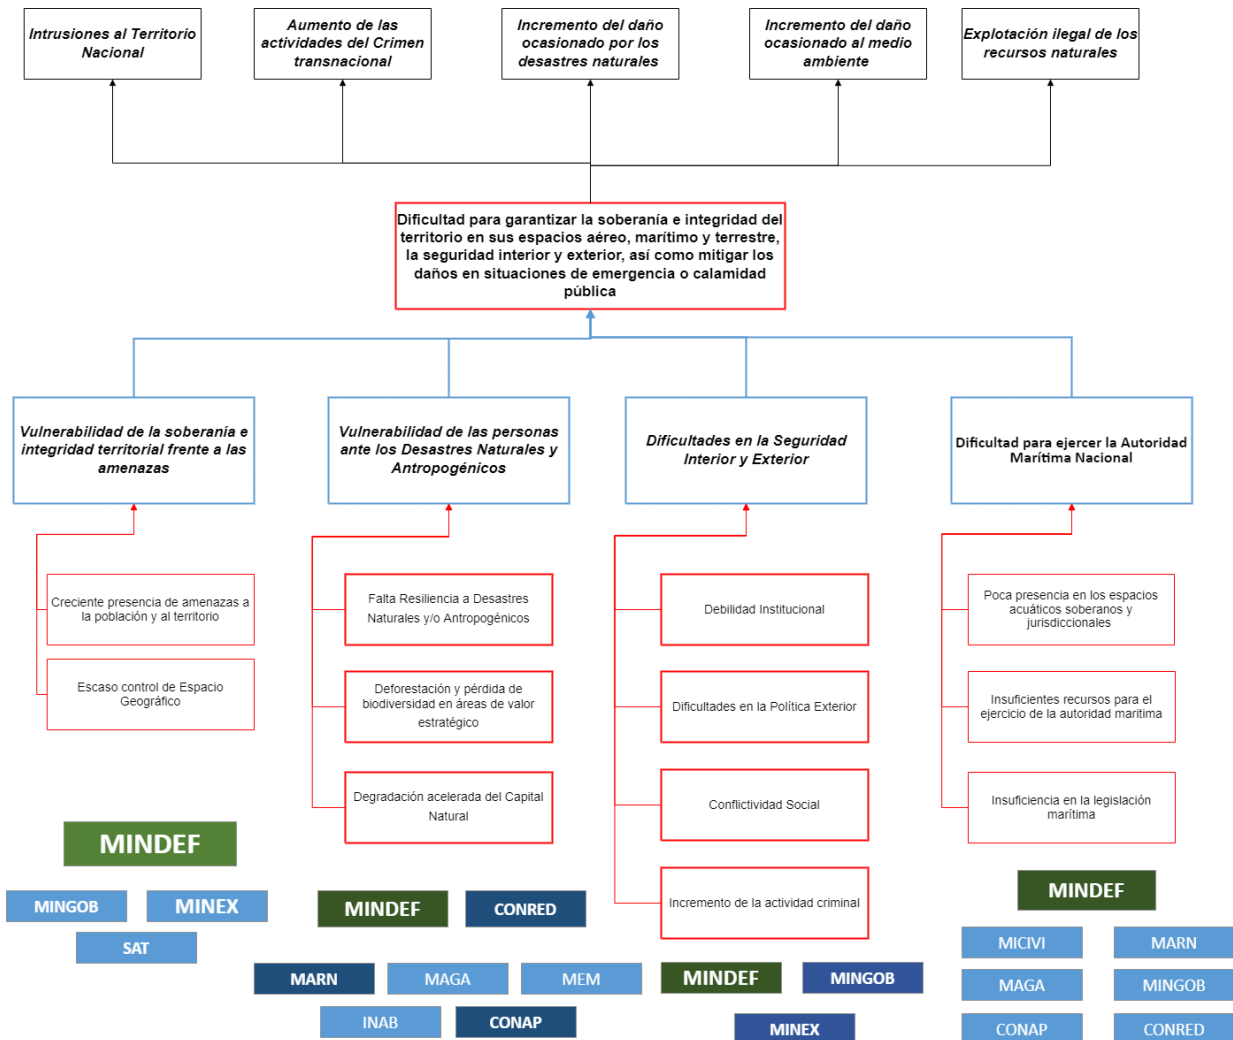 Intrusiones al Territorio
Nacional
Aumento de las
actividades del Crimen
transnacional
Incremento del daño
ocasionado por los
desastres naturales
Incremento del daño
ocasionado al medio
ambiente
Explotación ilegal de los
recursos naturales
Dificultad para garantizar la soberanía e integridad del
territorio en sus espacios aéreo, marítimo y terrestre,
la seguridad interior y exterior, así como mitigar los
daños en situaciones de emergencia o calamidad
pública
Vulnerabilidad de la soberanía e
integridad territorial frente a las
amenazas
Vulnerabilidad de las personas
ante los Desastres Naturales y
Antropogénicos
Dificultades en la Seguridad
Interior y Exterior
Dificultad para ejercer la Autoridad
Marítima Nacional
Creciente presencia de amenazas a
la población y al territorio
Escaso control de Espacio
Geográfico
Falta Resiliencia a Desastres
Naturales y/o Antropogénicos
Deforestación y pérdida de
biodiversidad en áreas de valor
estratégico
Degradación acelerada del Capital
Natural
Debilidad Institucional
Dificultades en la Política Exterior
Conflictividad Social
Incremento de la actividad criminal
Poca presencia en los espacios
acuáticos soberanos y
jurisdiccionales
Insuficientes recursos para el
ejercicio de la autoridad maritima
Insuficiencia en la legislación
marítima
MINDEF
MINGOB
MINEX
SAT
MINDEF
CONRED
MARN
MAGA
MEM
INAB
CONAP
MINDEF
MINGOB
MINEX
MINDEF
MICIVI
MARN
MAGA
MINGOB
CONAP
CONRED